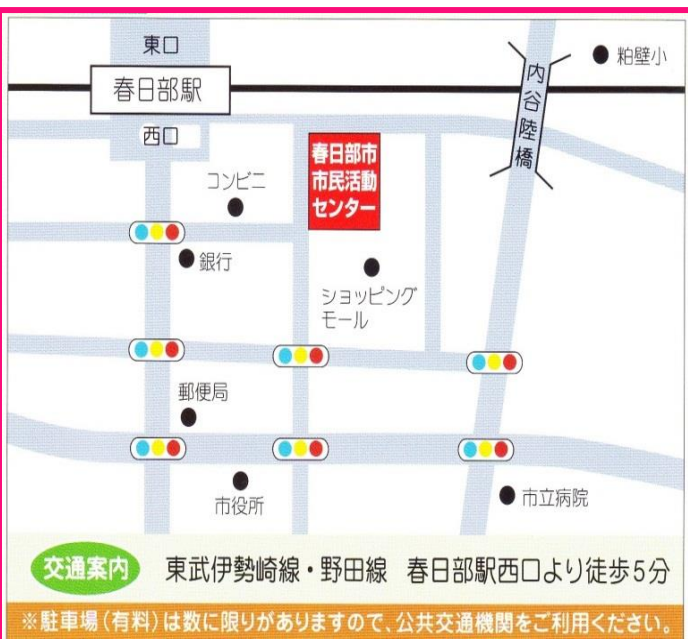 東口
春日部駅
西口
内谷陸橋
粕壁小
春日部市
市民活動
センター
コンビニ
銀行
ショッピング
モール
郵便局
市役所
市立病院
交通案内 東武伊勢崎線・野田線 春日部駅西口より徒歩5分
※駐車場(有料)は数に限りがありますので、公共交通機関をご利用ください。